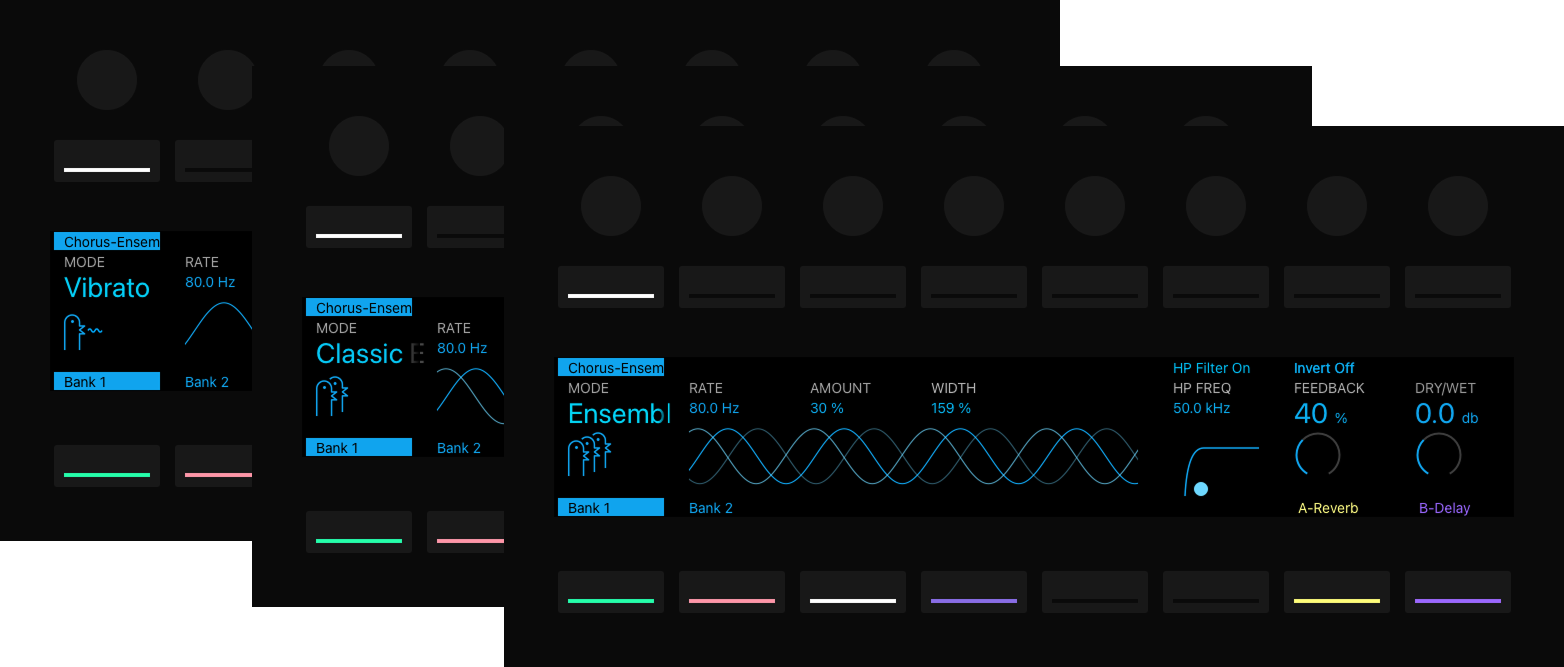 Chorus-Ensem
MODE
RATE
Vibrato
80.0 Hz
Bank 1
Bank 2
Chorus-Ensem
MODE
RATE
Classic
80.0 Hz
Bank 1
Bank 2
Chorus-Ensem
HP Filter On
Invert Off
MODE
RATE
AMOUNT
WIDTH
HP FREQ
FEEDBACK
DRY/WET
Ensembl
80.0 Hz
30 %
159 %
50.0 kHz
40 %
0.0 db
Bank 1
Bank 2
A-Reverb
B-Delay